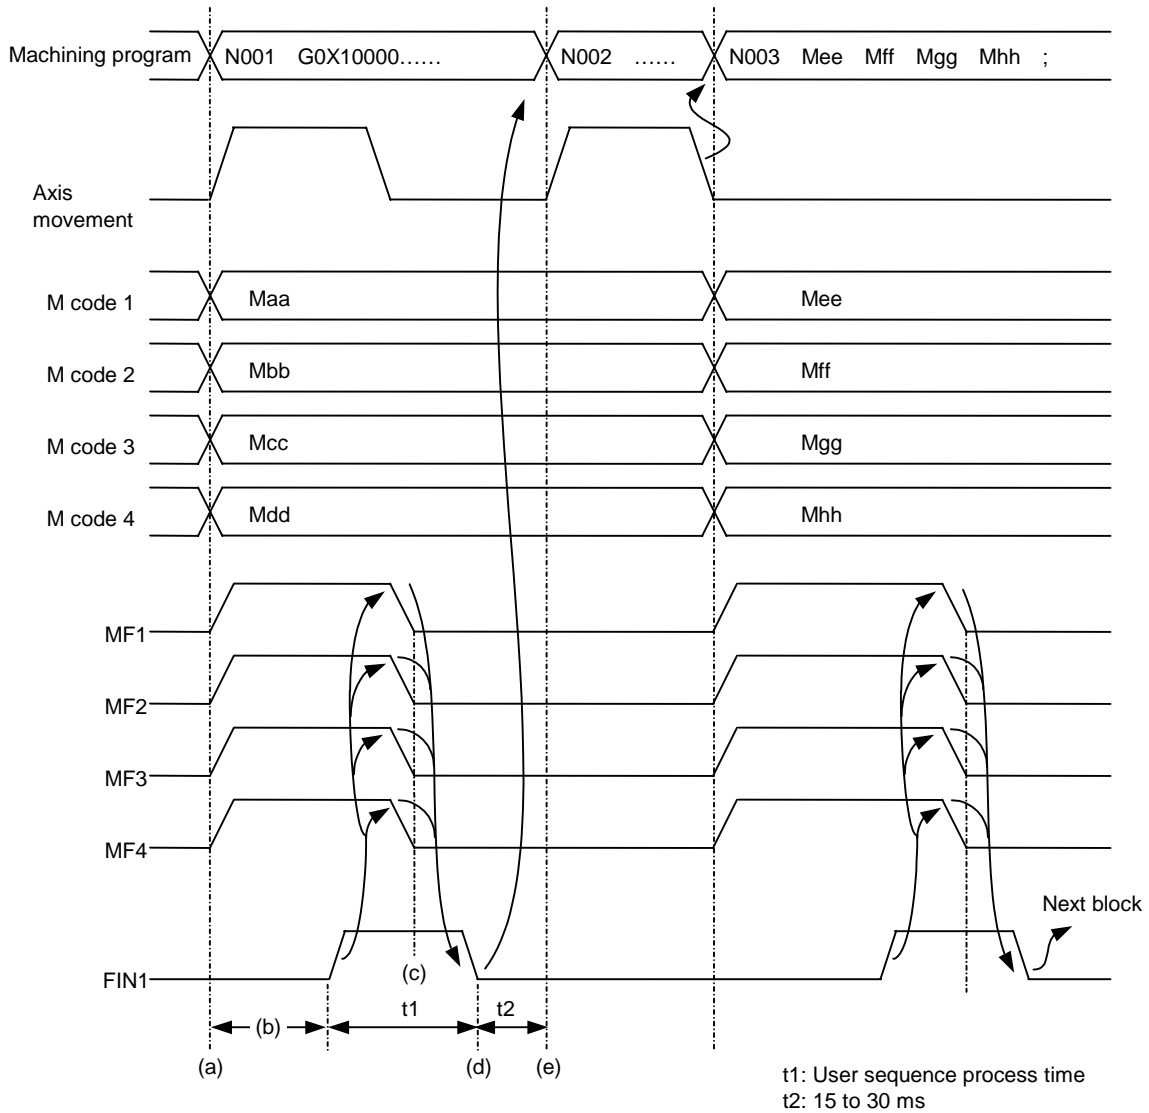 Machining program N001 G0X10000...... N002 ...... N003 Mee Mff Mgg Mhh ;
Axis
movement
M code 1 Maa Mee
M code 2 Mbb Mff
M code 3 Mcc Mgg
M code 4 Mdd Mhh
MF1
MF2
MF3
MF4
Next block
FIN1 (c)
(b) t1 t2
(a) (d) (e)
t1: User sequence process time
t2: 15 to 30 ms